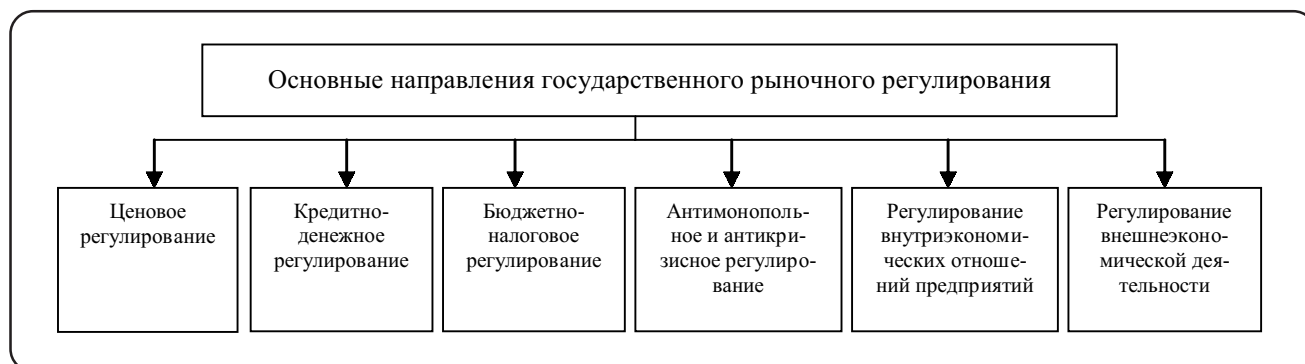 Основные направления государственного рыночного регулирования
Ценовое
регулирование
Кредитно-
денежное
регулирование
Бюджетно-
налоговое
регулирование
Антимонополь-
ное и антикри-
зисное регулиро-
вание
Регулирование
внутриэкономи-
ческих отноше-
ний предприятий
Регулирование
внешнеэконо-
мической дея-
тельности